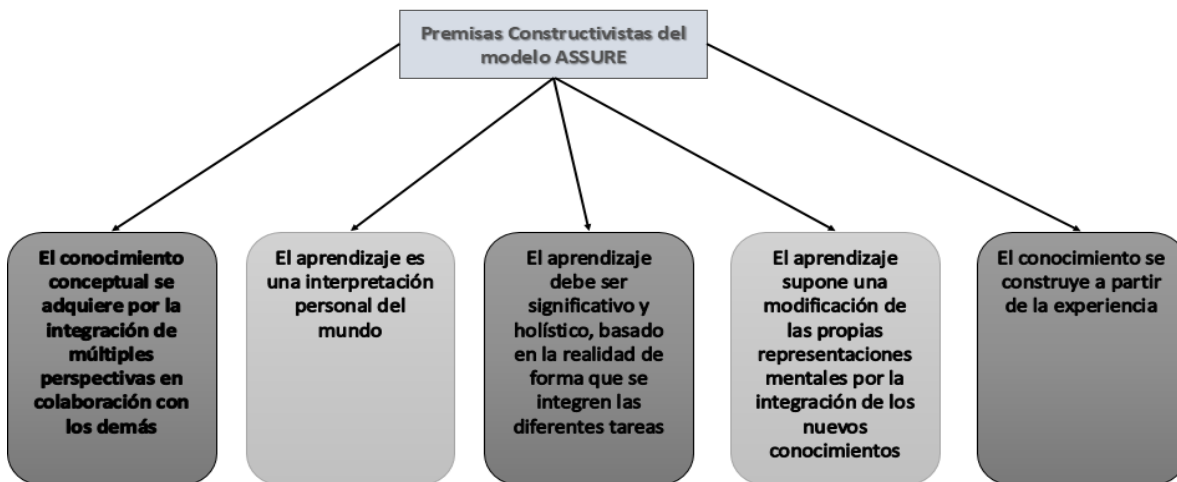 Premisas Constructivistas del
modelo ASSURE
El conocimiento
conceptual se
adquiere por la
integración de
múltiples
perspectivas en
colaboración con
los demás
El aprendizaje es
una interpretación
personal del
mundo
El aprendizaje
debe ser
significativo y
holístico, basado
en la realidad de
forma que se
integren las
diferentes tareas
El aprendizaje
supone una
modificación de
las propias
representaciones
mentales por la
integración de los
nuevos
conocimientos
El conocimiento se
construye a partir
de la experiencia